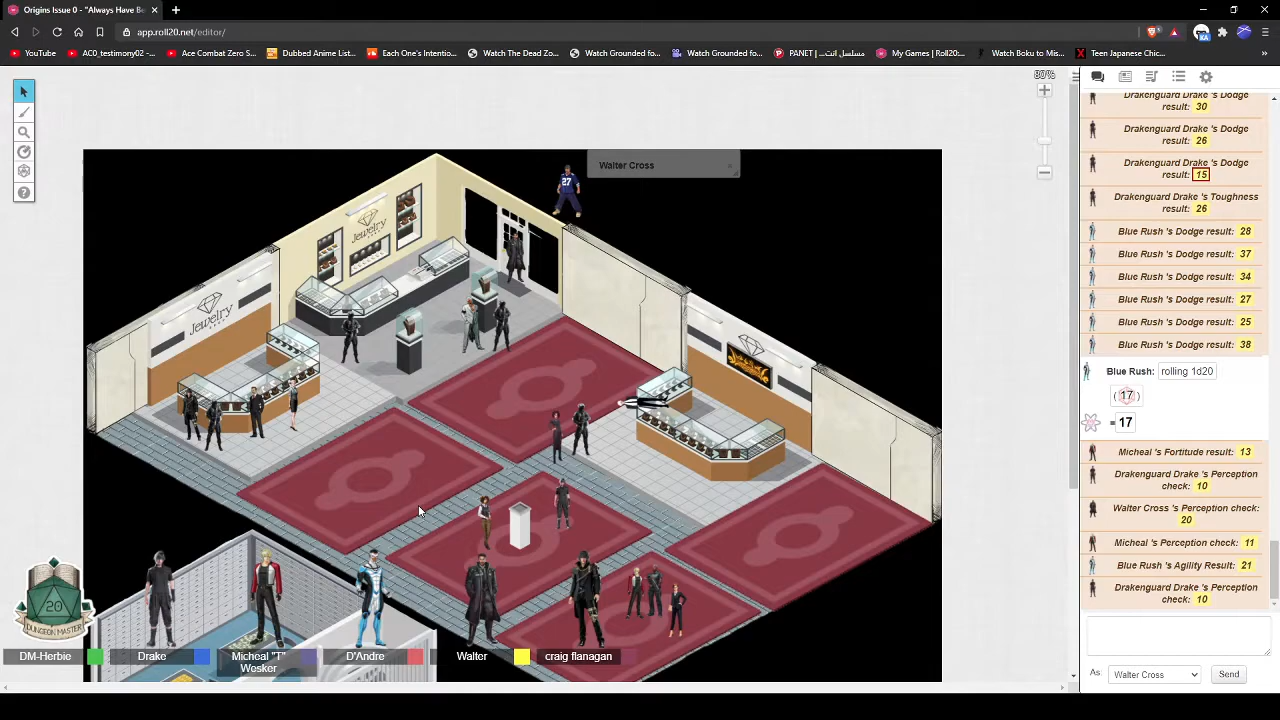 Origins Issue 0 - "Always Have Be
app.roll20.net/editor/
YouTube
AC0_testimony02 -...
Ace Combat Zero S...
Dubbed Anime List...
Each One's Intentio...
Watch The Dead Zo...
Watch Grounded fo...
Watch Grounded fo...
PANET | ...مسلسل انت
My Games | Roll20:...
Watch Boku to Mis...
Teen Japanese Chic...
80%
Walter Cross
27
Jewelry
Jewelry
Drakenguard Drake 's Dodge
result: 30
Drakenguard Drake 's Dodge
result: 26
Drakenguard Drake 's Dodge
result: 15
Drakenguard Drake 's Toughness
result: 26
Blue Rush 's Dodge result: 28
Blue Rush 's Dodge result: 37
Blue Rush 's Dodge result: 34
Blue Rush 's Dodge result: 27
Blue Rush 's Dodge result: 25
Blue Rush 's Dodge result: 38
Blue Rush: rolling 1d20
(17)
= 17
Micheal 's Fortitude result: 13
Drakenguard Drake 's Perception
check: 10
Walter Cross 's Perception check:
20
Micheal 's Perception check: 11
Blue Rush 's Agility Result: 21
Drakenguard Drake 's Perception
check: 10
20
DUNGEON MASTER
DM-Herbie
Drake
Micheal "T"
Wesker
D'Andre
Walter
craig flanagan
As:
Walter Cross
Send